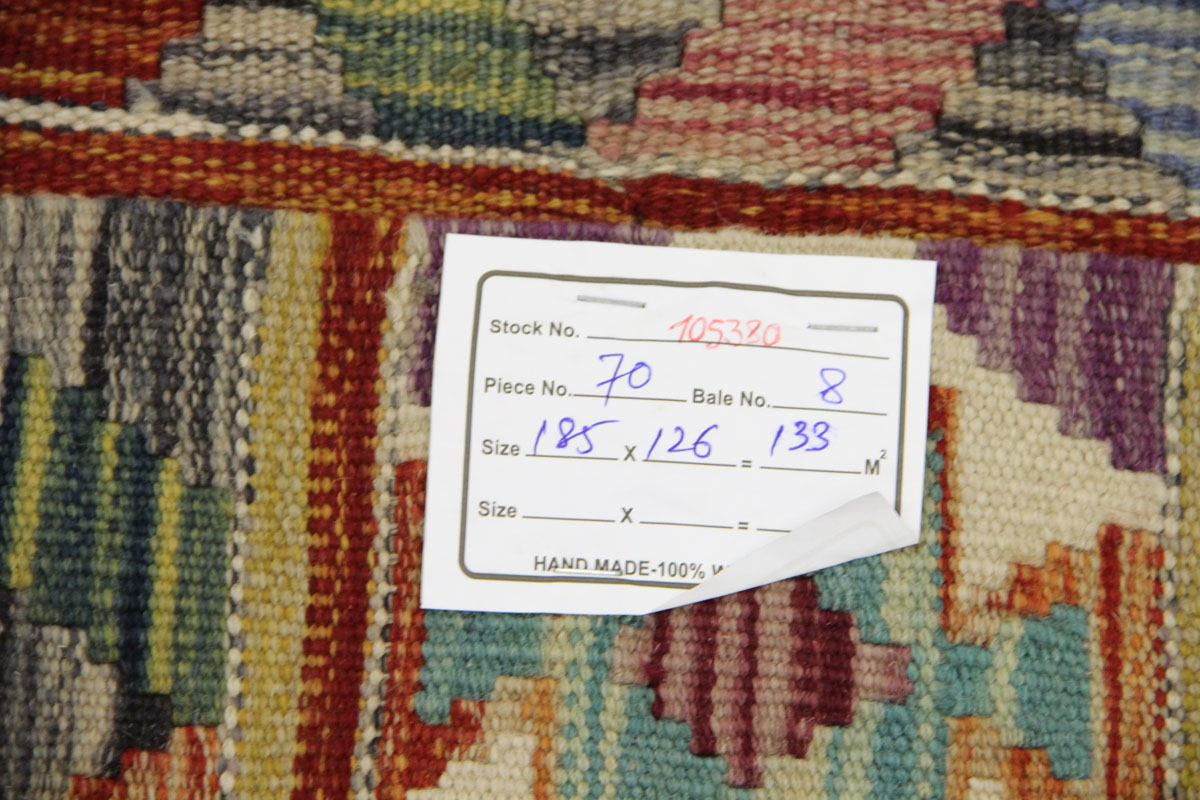 Stock No. 105380
Piece No. 70 Bale No. 8
Size 185 X 126 = 133 M²
Size X =
HAND MADE-100%